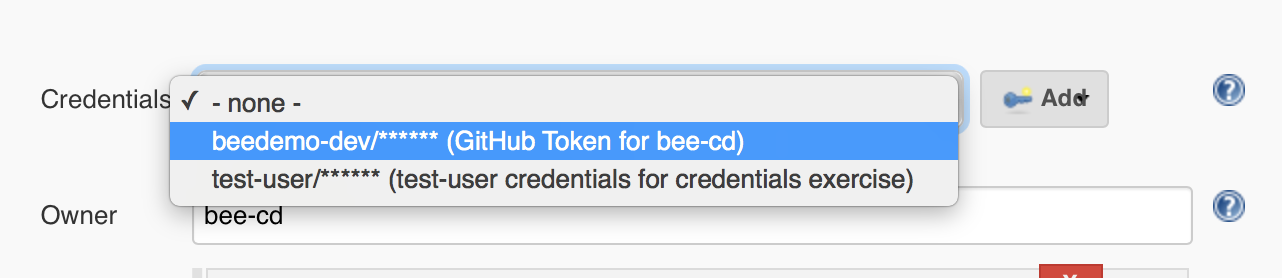 Credentials
✓ - none -
Add
beedemo-dev/****** (GitHub Token for bee-cd)
test-user/****** (test-user credentials for credentials exercise)
Owner
bee-cd